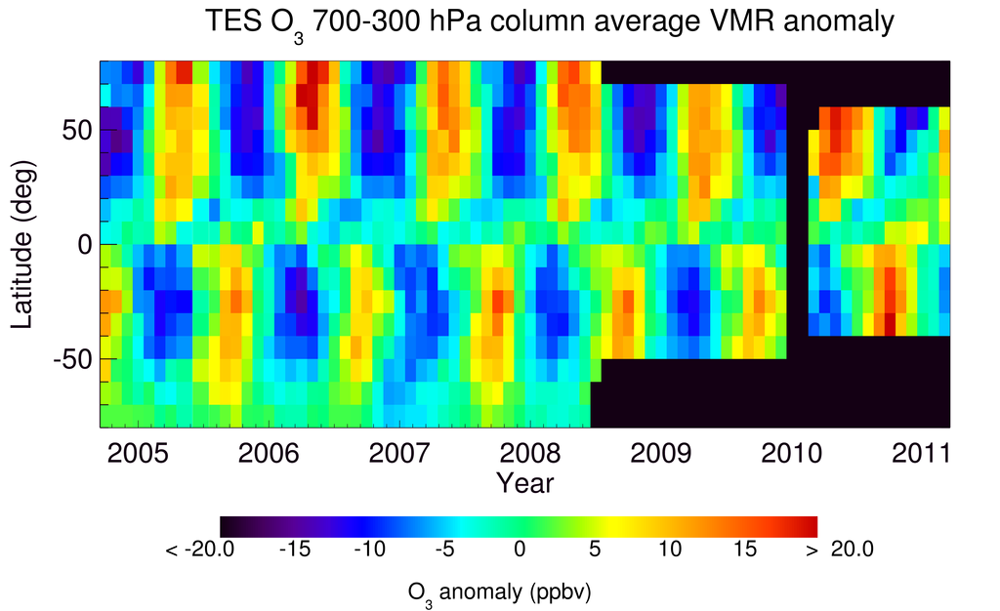 TES O₃ 700-300 hPa column average VMR anomaly
Latitude (deg)
50
0
-50
2005 2006 2007 2008 2009 2010 2011
Year
< -20.0 -15 -10 -5 0 5 10 15 > 20.0
O₃ anomaly (ppbv)